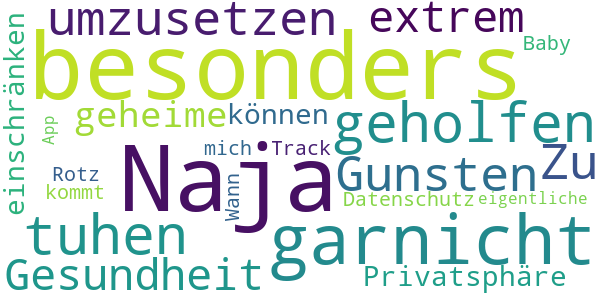 umzusetzen
extrem
besonders
Baby
einschränken
geheime
können
geholfen
App
mich
Track
Naja
Gunsten
Zu
Rotz
kommt
Wann
Datenschutz
eigentliche
tuhen
garnicht
Gesundheit
Privatsphäre